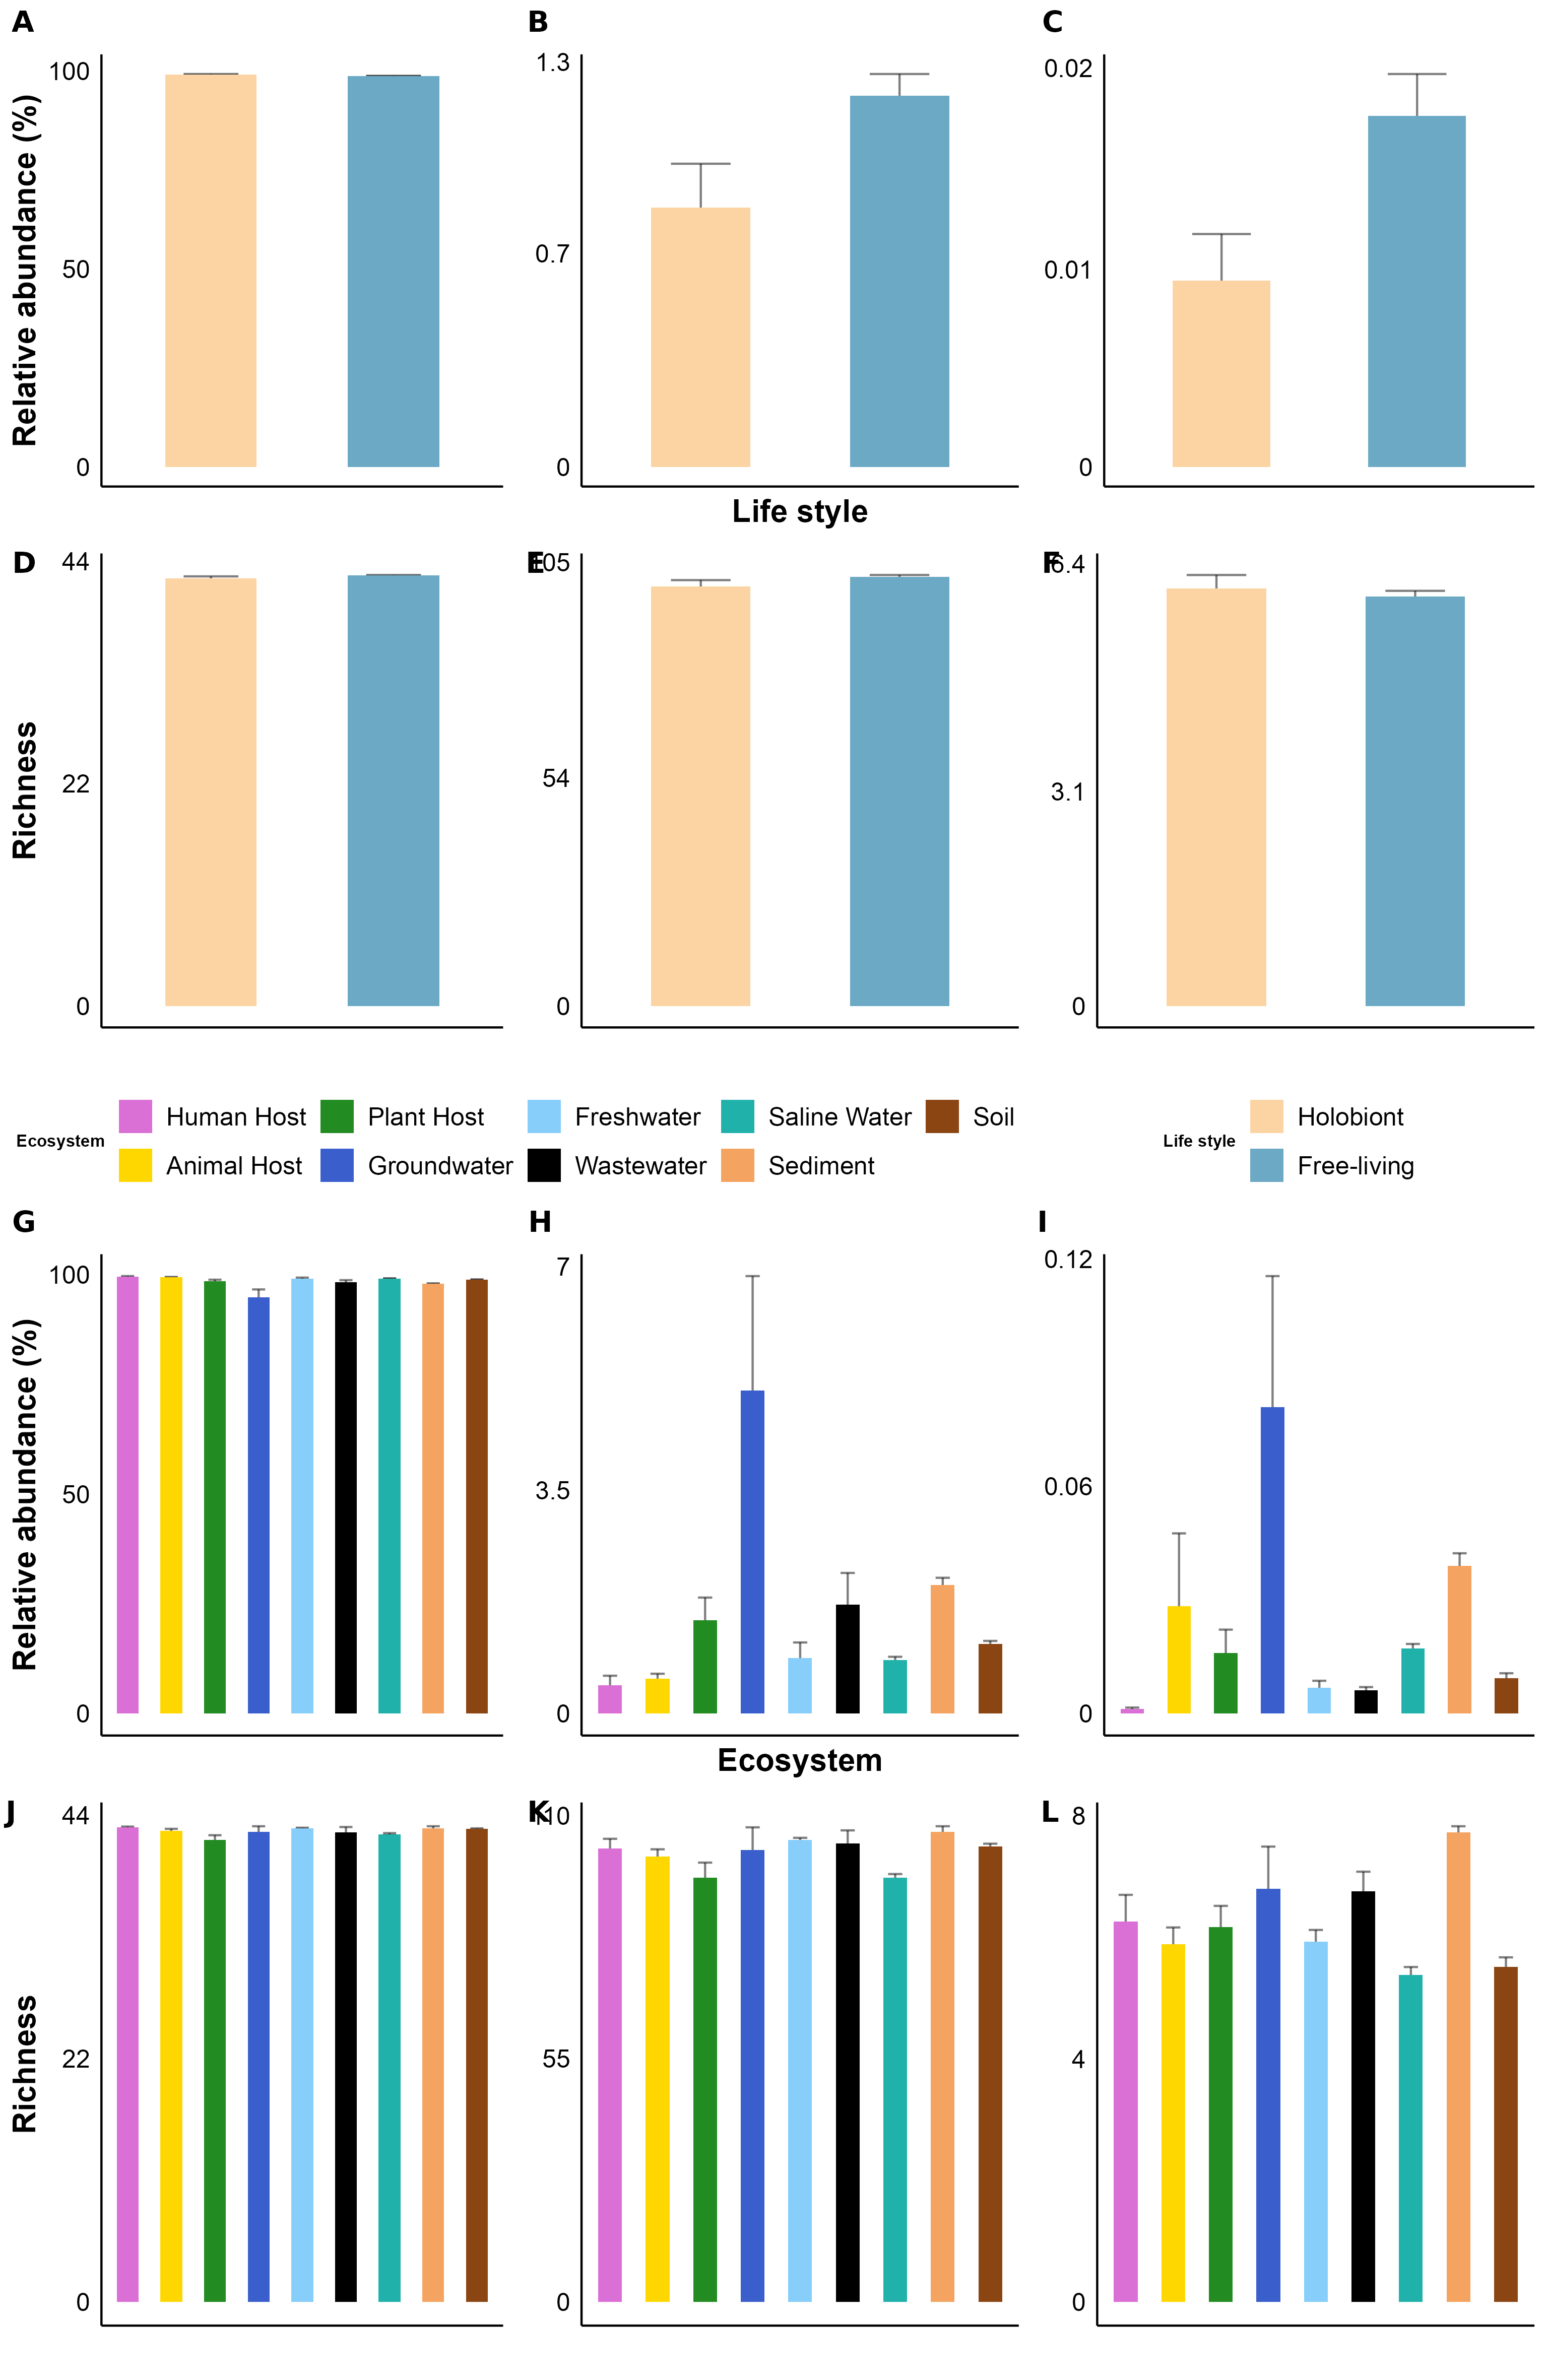 A
B
C
Relative abundance (%)
100
50
0
1.3
0.7
0
0.02
0.01
0
Life style
D
E
F
Richness
44
22
0
05
54
0
6.4
3.1
0
Ecosystem
Human Host
Plant Host
Freshwater
Saline Water
Soil
Animal Host
Groundwater
Wastewater
Sediment
Life style
Holobiont
Free-living
G
H
I
Relative abundance (%)
100
50
0
7
3.5
0
0.12
0.06
0
Ecosystem
J
K
L
Richness
44
22
0
10
55
0
8
4
0